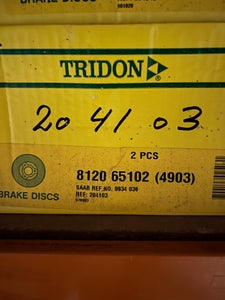 BRAKE DISCS
TRIDON
20 41 03
2 PCS
8120 65102 (4903)
SAAB REF.NO. 8934 036
REF: 204103
BRAKE DISCS